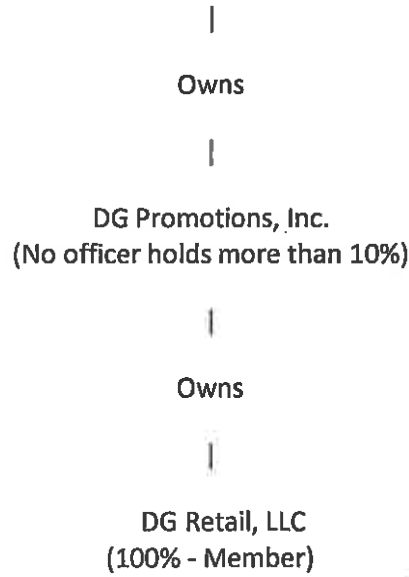 Owns
DG Promotions, Inc.
(No officer holds more than 10%)
Owns
DG Retail, LLC
(100% - Member)